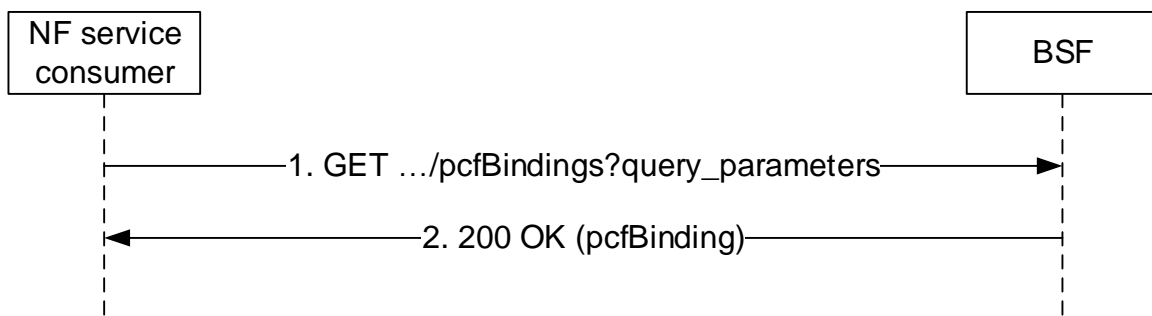 NF service
consumer
BSF
1. GET …/pcfBindings?query_parameters
2. 200 OK (pcfBinding)